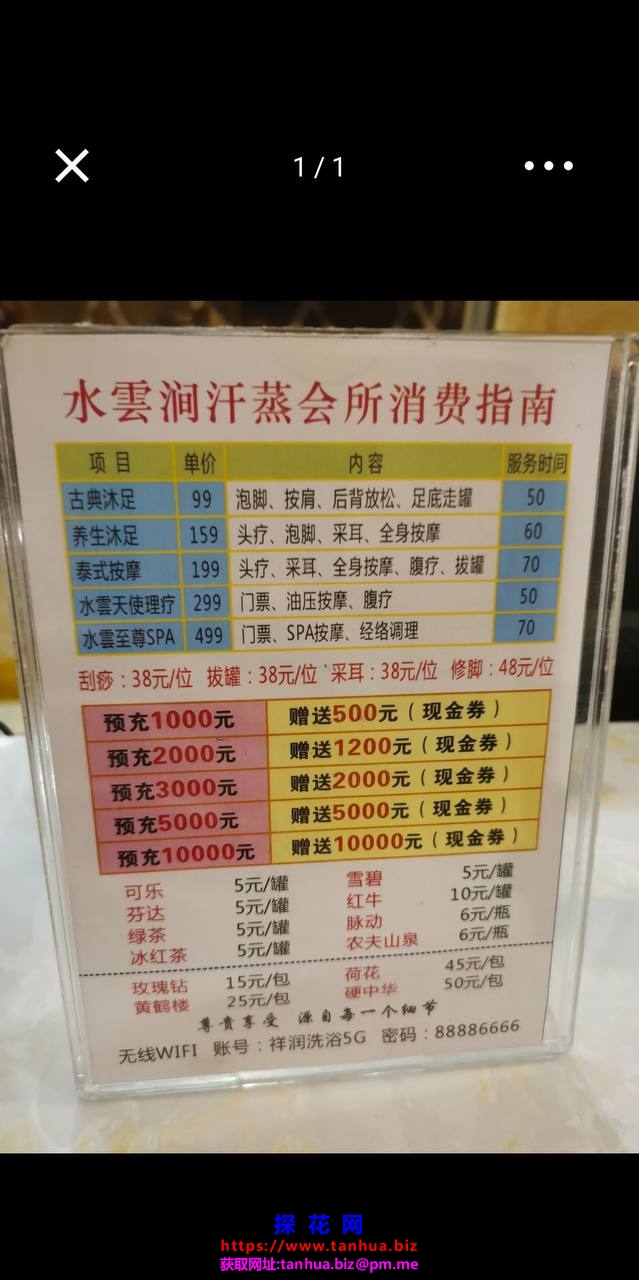 1/1
水雲涧汗蒸会所消费指南
项目 单价 内容 服务时间
古典沐足 99 泡脚、按肩、后背放松、足底走罐 50
养生沐足 159 头疗、泡脚、采耳、全身按摩 60
泰式按摩 199 头疗、采耳、全身按摩、腹疗、拔罐 70
水雲天使理疗 299 门票、油压按摩、腹疗 50
水雲至尊SPA 499 门票、SPA按摩、经络调理 70
刮痧：38元/位 拔罐：38元/位 采耳：38元/位 修脚：48元/位
预充1000元 赠送500元（现金券）
预充2000元 赠送1200元（现金券）
预充3000元 赠送2000元（现金券）
预充5000元 赠送5000元（现金券）
预充10000元 赠送10000元（现金券）
可乐 5元/罐 雪碧 5元/罐
芬达 5元/罐 红牛 10元/罐
绿茶 5元/罐 脉动 6元/瓶
冰红茶 5元/罐 农夫山泉 6元/瓶
玫瑰钻 15元/包 荷花 45元/包
黄鹤楼 25元/包 硬中华 50元/包
尊贵享受 源自每一个细节
无线WIFI 账号：祥润洗浴5G 密码：88886666
探花网
https://www.tanhua.biz
获取网址:tanhua.biz@pm.me